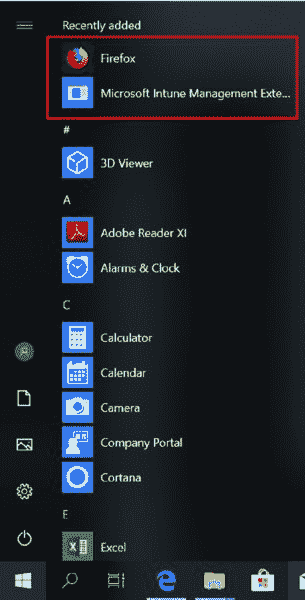 Recently added
Firefox
Microsoft Intune Management Exte...
#
3D Viewer
A
Adobe Reader XI
Alarms & Clock
C
Calculator
Calendar
Camera
Company Portal
Cortana
E
Excel